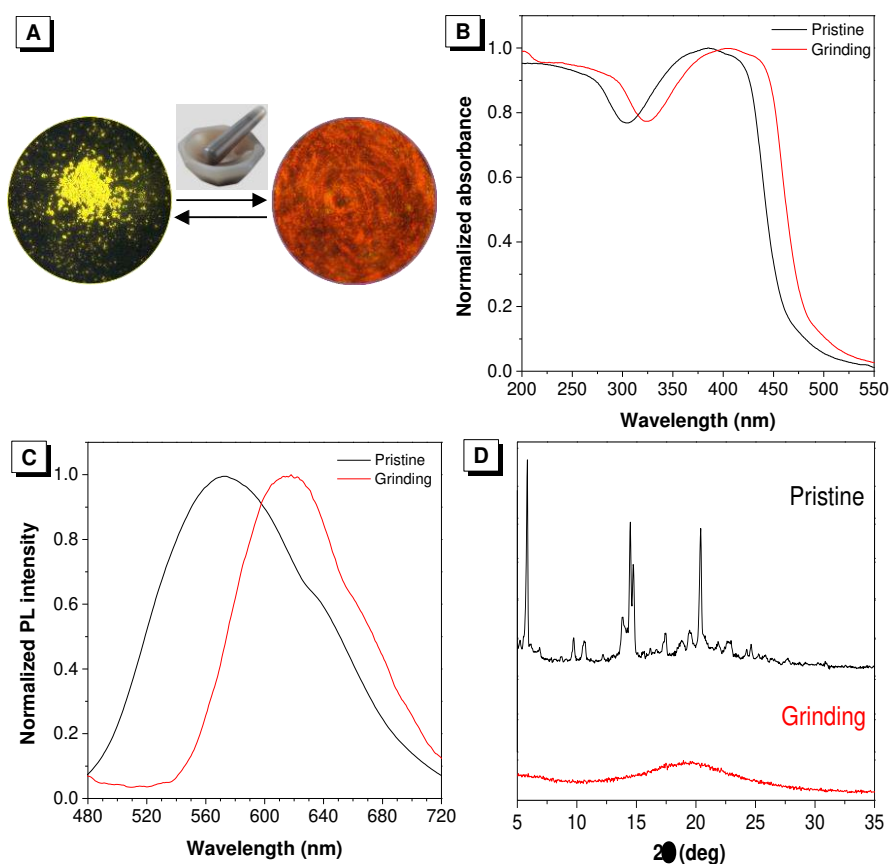 A
B
Pristine
Grinding
Normalized absorbance
1.0
0.8
0.6
0.4
0.2
0.0
200 250 300 350 400 450 500 550
Wavelength (nm)
C
Pristine
Grinding
Normalized PL intensity
1.0
0.8
0.6
0.4
0.2
0.0
480 520 560 600 640 680 720
Wavelength (nm)
D
Pristine
Grinding
5 10 15 20 25 30 35
2 (deg)